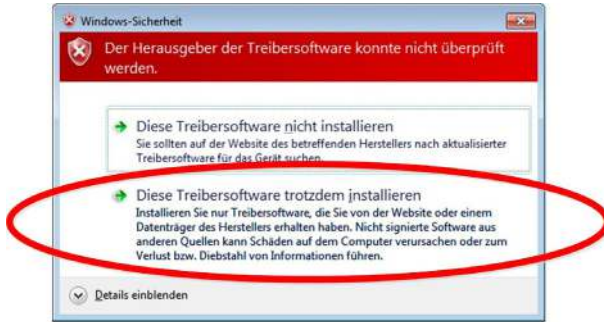 Windows-Sicherheit
Der Herausgeber der Treibersoftware konnte nicht überprüft
werden.
Diese Treibersoftware nicht installieren
Sie sollten auf der Website des betreffenden Herstellers nach aktualisierter
Treibersoftware für das Gerät suchen.
Diese Treibersoftware trotzdem installieren
Installieren Sie nur Treibersoftware, die Sie von der Website oder einem
Datenträger des Herstellers erhalten haben. Nicht signierte Software aus
anderen Quellen kann Schäden auf dem Computer verursachen oder zum
Verlust bzw. Diebstahl von Informationen führen.
Details einblenden